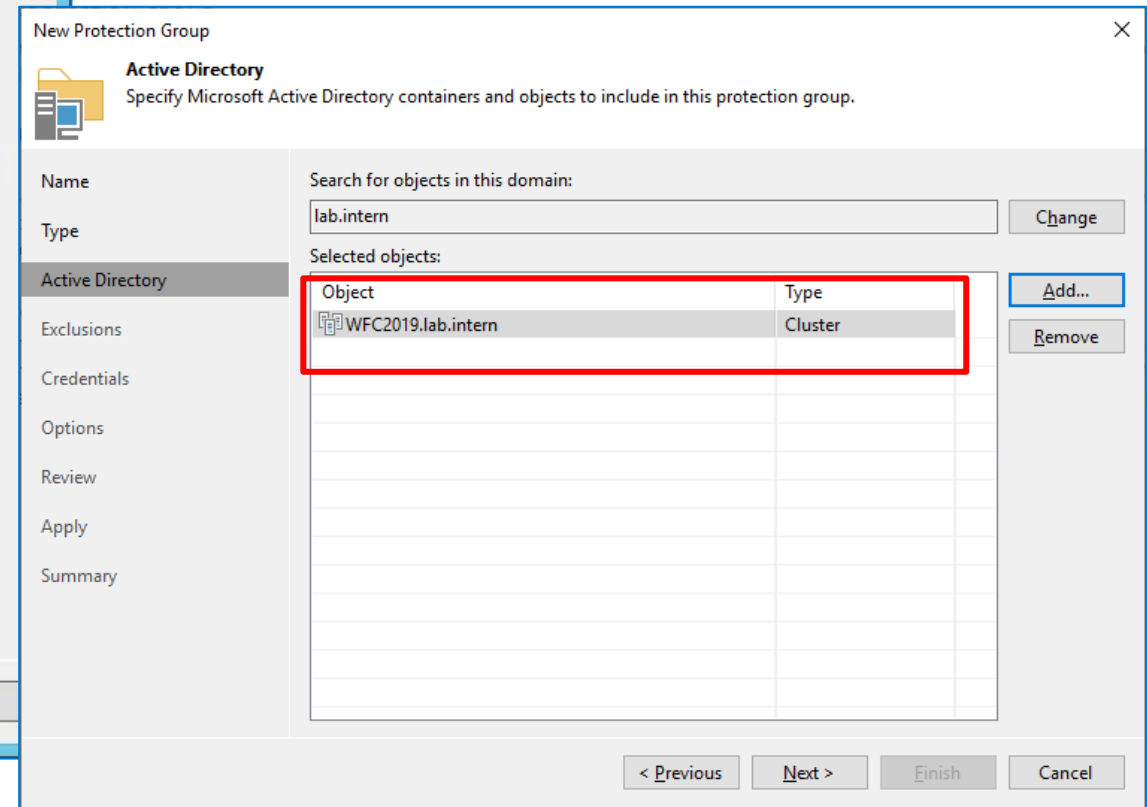 New Protection Group
Active Directory
Specify Microsoft Active Directory containers and objects to include in this protection group.
Name
Type
Active Directory
Exclusions
Credentials
Options
Review
Apply
Summary
Search for objects in this domain:
lab.intern
Change
Selected objects:
Object Type
WFC2019.lab.intern Cluster
Add...
Remove
< Previous Next > Finish Cancel